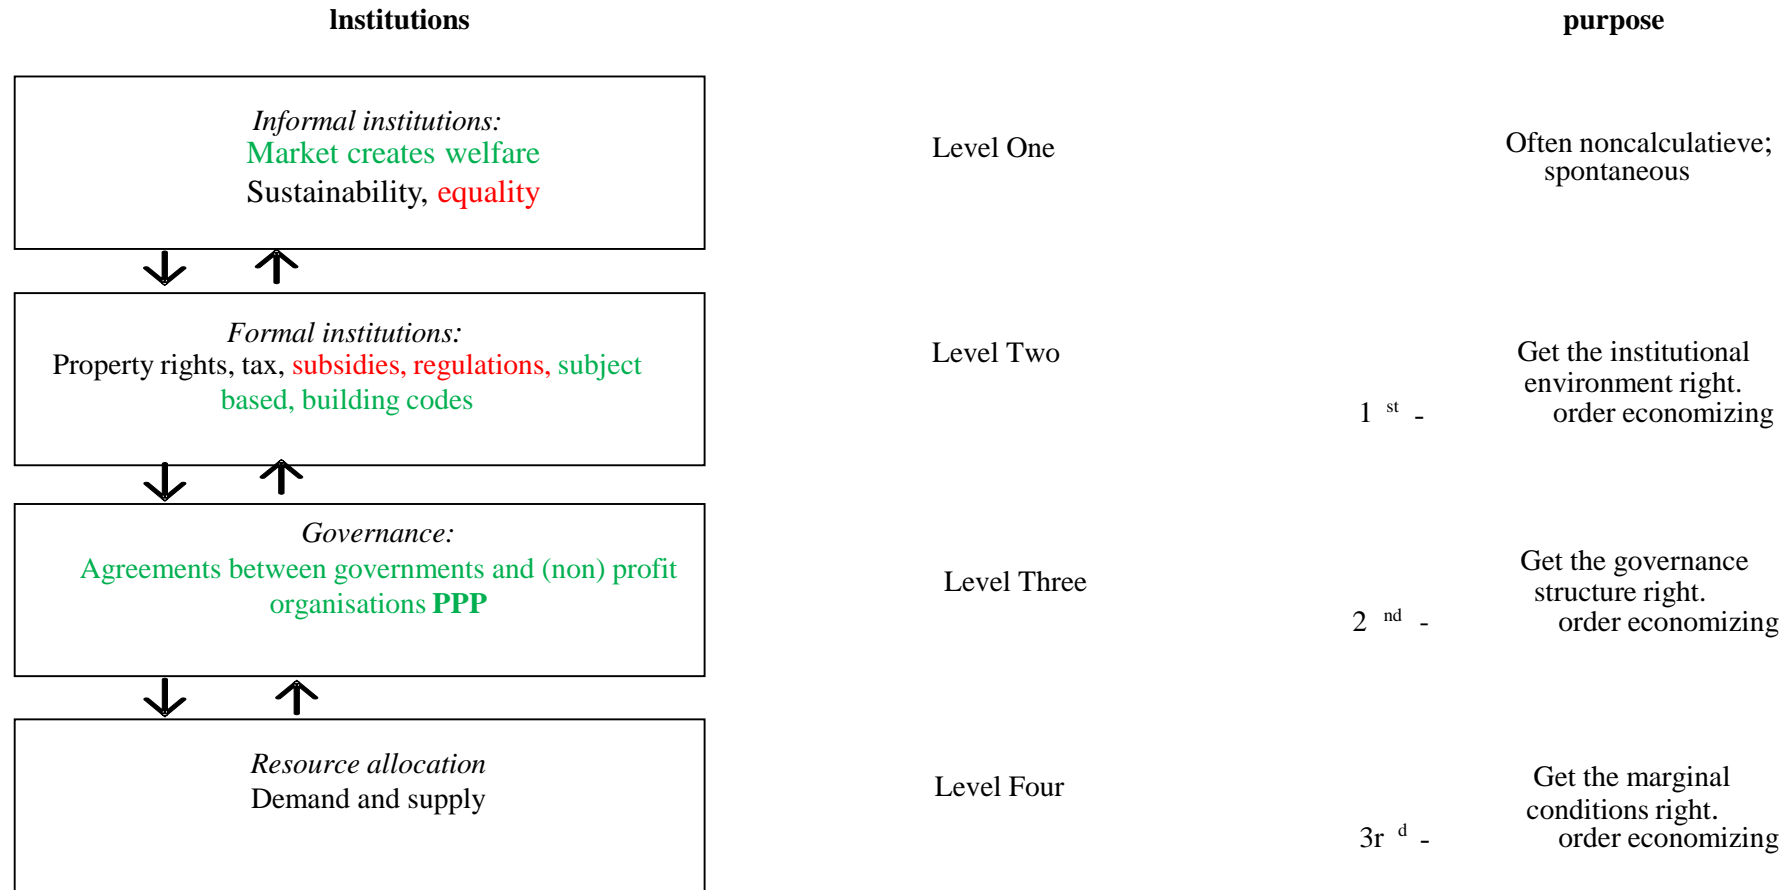 lnstitutions
purpose
Informal institutions:
Market creates welfare
Sustainability, equality
Level One
Often noncalculatieve;
spontaneous
Formal institutions:
Property rights, tax, subsidies, regulations, subject
based, building codes
Level Two
Get the institutional
environment right.
1 st - order economizing
Governance:
Agreements between governments and (non) profit
organisations PPP
Level Three
Get the governance
structure right.
2 nd - order economizing
Resource allocation
Demand and supply
Level Four
Get the marginal
conditions right.
3r d - order economizing